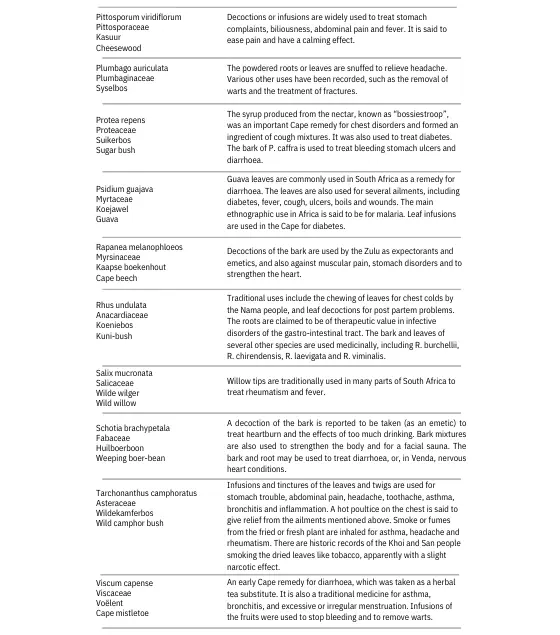 Pittosporum viridiflorum
Pittosporaceae
Kasuur
Cheesewood
Decoctions or infusions are widely used to treat stomach
complaints, biliousness, abdominal pain and fever. It is said to
ease pain and have a calming effect.
Plumbago auriculata
Plumbaginaceae
Syselbos
The powdered roots or leaves are snuffed to relieve headache.
Various other uses have been recorded, such as the removal of
warts and the treatment of fractures.
Protea repens
Proteaceae
Suikerbos
Sugar bush
The syrup produced from the nectar, known as “bossiestroop”,
was an important Cape remedy for chest disorders and formed an
ingredient of cough mixtures. It was also used to treat diabetes.
The bark of P. caffra is used to treat bleeding stomach ulcers and
diarrhoea.
Psidium guajava
Myrtaceae
Koejawel
Guava
Guava leaves are commonly used in South Africa as a remedy for
diarrhoea. The leaves are also used for several ailments, including
diabetes, fever, cough, ulcers, boils and wounds. The main
ethnographic use in Africa is said to be for malaria. Leaf infusions
are used in the Cape for diabetes.
Rapanea melanophloeos
Myrsinaceae
Kaapse boekenhout
Cape beech
Decoctions of the bark are used by the Zulu as expectorants and
emetics, and also against muscular pain, stomach disorders and to
strengthen the heart.
Rhus undulata
Anacardiaceae
Koeniebos
Kuni-bush
Traditional uses include the chewing of leaves for chest colds by
the Nama people, and leaf decoctions for post partem problems.
The roots are claimed to be of therapeutic value in infective
disorders of the gastro-intestinal tract. The bark and leaves of
several other species are used medicinally, including R. burchellii,
R. chirendensis, R. laevigata and R. viminalis.
Salix mucronata
Salicaceae
Wilde wilger
Wild willow
Willow tips are traditionally used in many parts of South Africa to
treat rheumatism and fever.
Schotia brachypetala
Fabaceae
Huilboerboon
Weeping boer-bean
A decoction of the bark is reported to be taken (as an emetic) to
treat heartburn and the effects of too much drinking. Bark mixtures
are also used to strengthen the body and for a facial sauna. The
bark and root may be used to treat diarrhoea, or, in Venda, nervous
heart conditions.
Tarchonanthus camphoratus
Asteraceae
Wildekamferbos
Wild camphor bush
Infusions and tinctures of the leaves and twigs are used for
stomach trouble, abdominal pain, headache, toothache, asthma,
bronchitis and inflammation. A hot poultice on the chest is said to
give relief from the ailments mentioned above. Smoke or fumes
from the fried or fresh plant are inhaled for asthma, headache and
rheumatism. There are historic records of the Khoi and San people
smoking the dried leaves like tobacco, apparently with a slight
narcotic effect.
Viscum capense
Viscaceae
Voëlent
Cape mistletoe
An early Cape remedy for diarrhoea, which was taken as a herbal
tea substitute. It is also a traditional medicine for asthma,
bronchitis, and excessive or irregular menstruation. Infusions of
the fruits were used to stop bleeding and to remove warts.